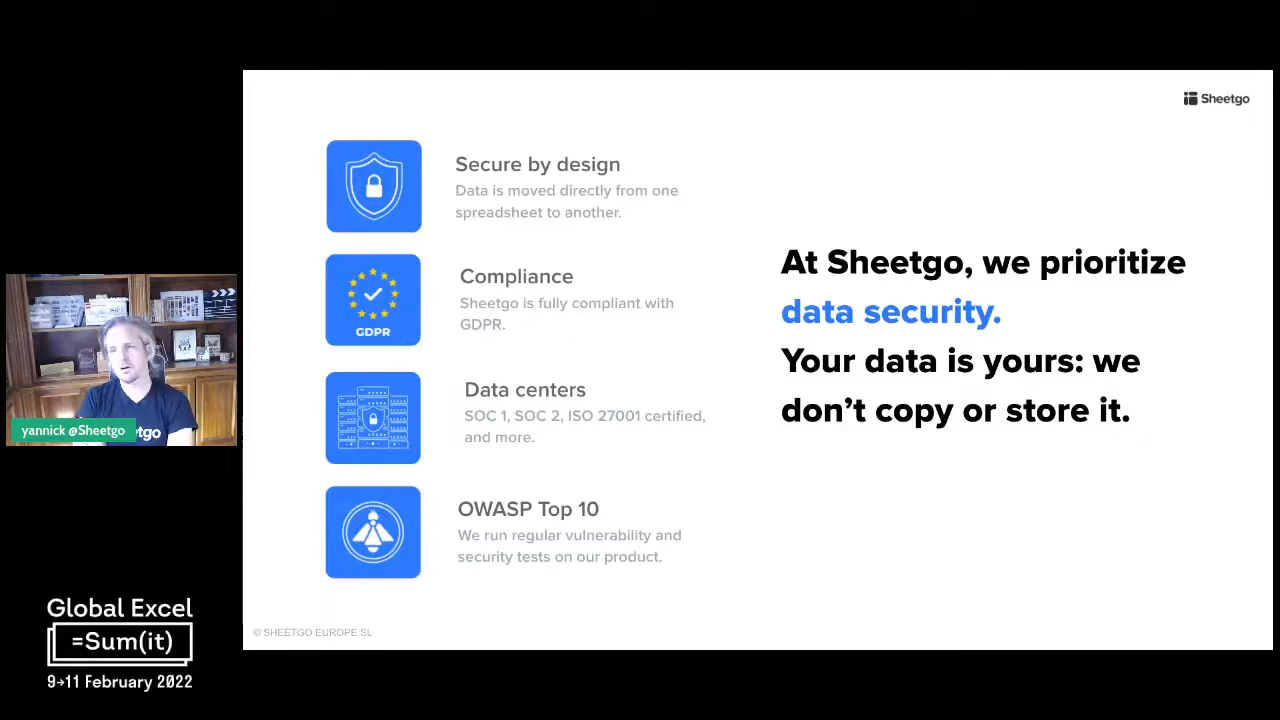 Sheetgo
Secure by design
Data is moved directly from one
spreadsheet to another.
Compliance
Sheetgo is fully compliant with
GDPR.
GDPR
Data centers
SOC 1, SOC 2, ISO 27001 certified,
and more.
OWASP Top 10
We run regular vulnerability and
security tests on our product.
At Sheetgo, we prioritize
data security.
Your data is yours: we
don’t copy or store it.
© SHEETGO EUROPE SL
yannick @Sheetgo
Global Excel
=Sum(it)
9→11 February 2022